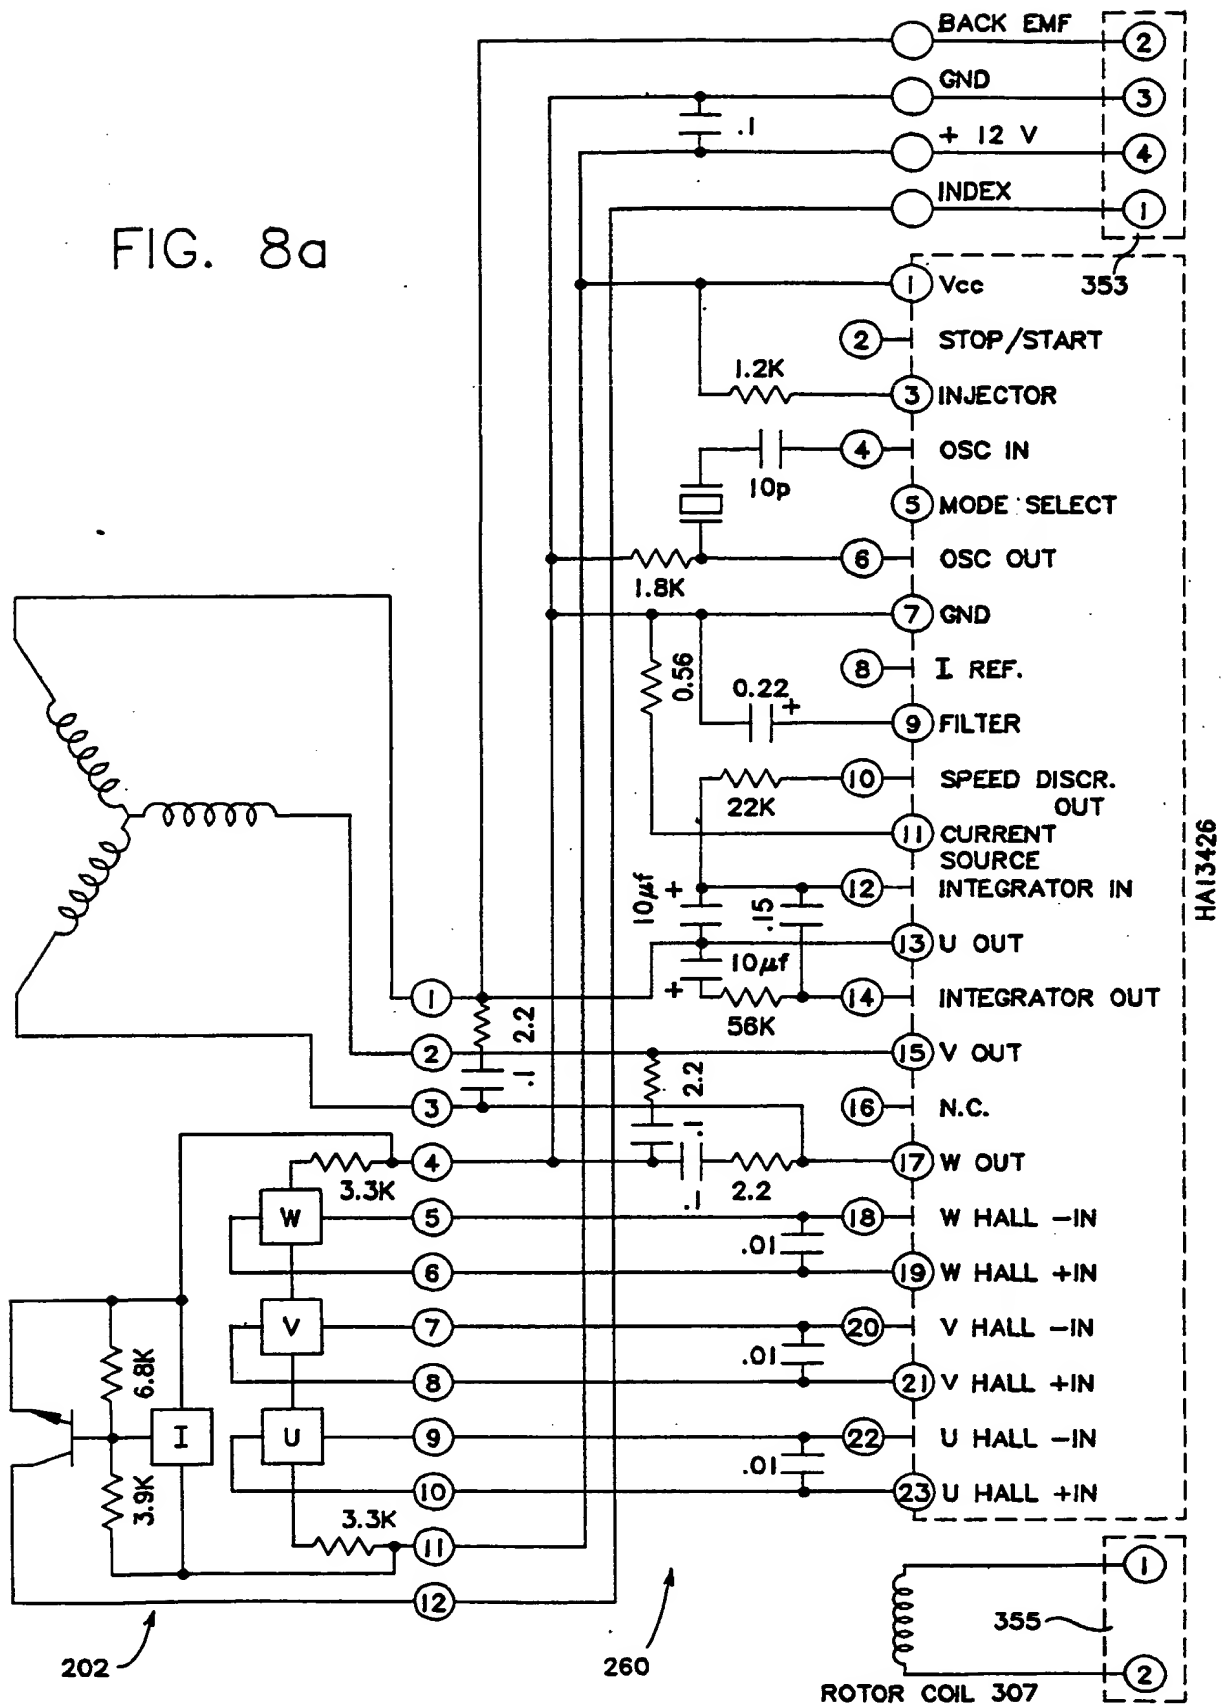 FIG. 8a
BACK EMF
2
GND
3
+ 12 V
4
INDEX
1
353
1 Vcc
2 STOP/START
1.2K
3 INJECTOR
4 OSC IN
10p
5 MODE SELECT
6 OSC OUT
1.8K
7 GND
8 I REF.
0.56
0.22 +
9 FILTER
10 SPEED DISCR.
OUT
22K
11 CURRENT
SOURCE
12 INTEGRATOR IN
10µf +
.15
13 U OUT
10µf
+
14 INTEGRATOR OUT
56K
HA13426
1
2.2
2
15 V OUT
.1
2.2
3
16 N.C.
.1
4
17 W OUT
3.3K
.1
2.2
W
5
18 W HALL -IN
.01
6
19 W HALL +IN
V
7
20 V HALL -IN
.01
8
21 V HALL +IN
6.8K
I
U
9
22 U HALL -IN
.01
10
23 U HALL +IN
3.9K
3.3K
11
12
202
260
1
355
2
ROTOR COIL 307